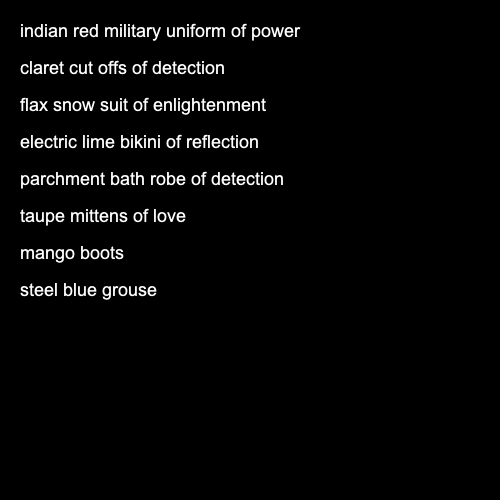 indian red military uniform of power
claret cut offs of detection
flax snow suit of enlightenment
electric lime bikini of reflection
parchment bath robe of detection
taupe mittens of love
mango boots
steel blue grouse